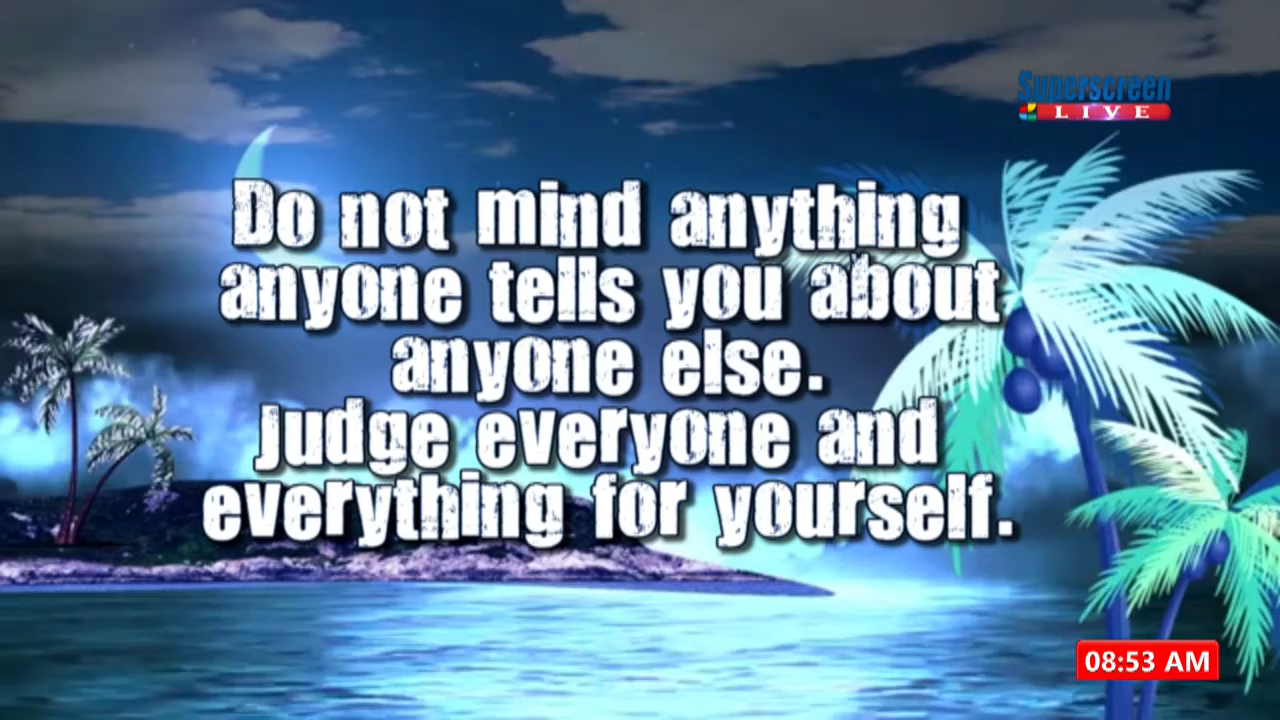 Superscreen
LIVE
Do not mind anything
anyone tells you about
anyone else.
Judge everyone and
everything for yourself.
08:53 AM